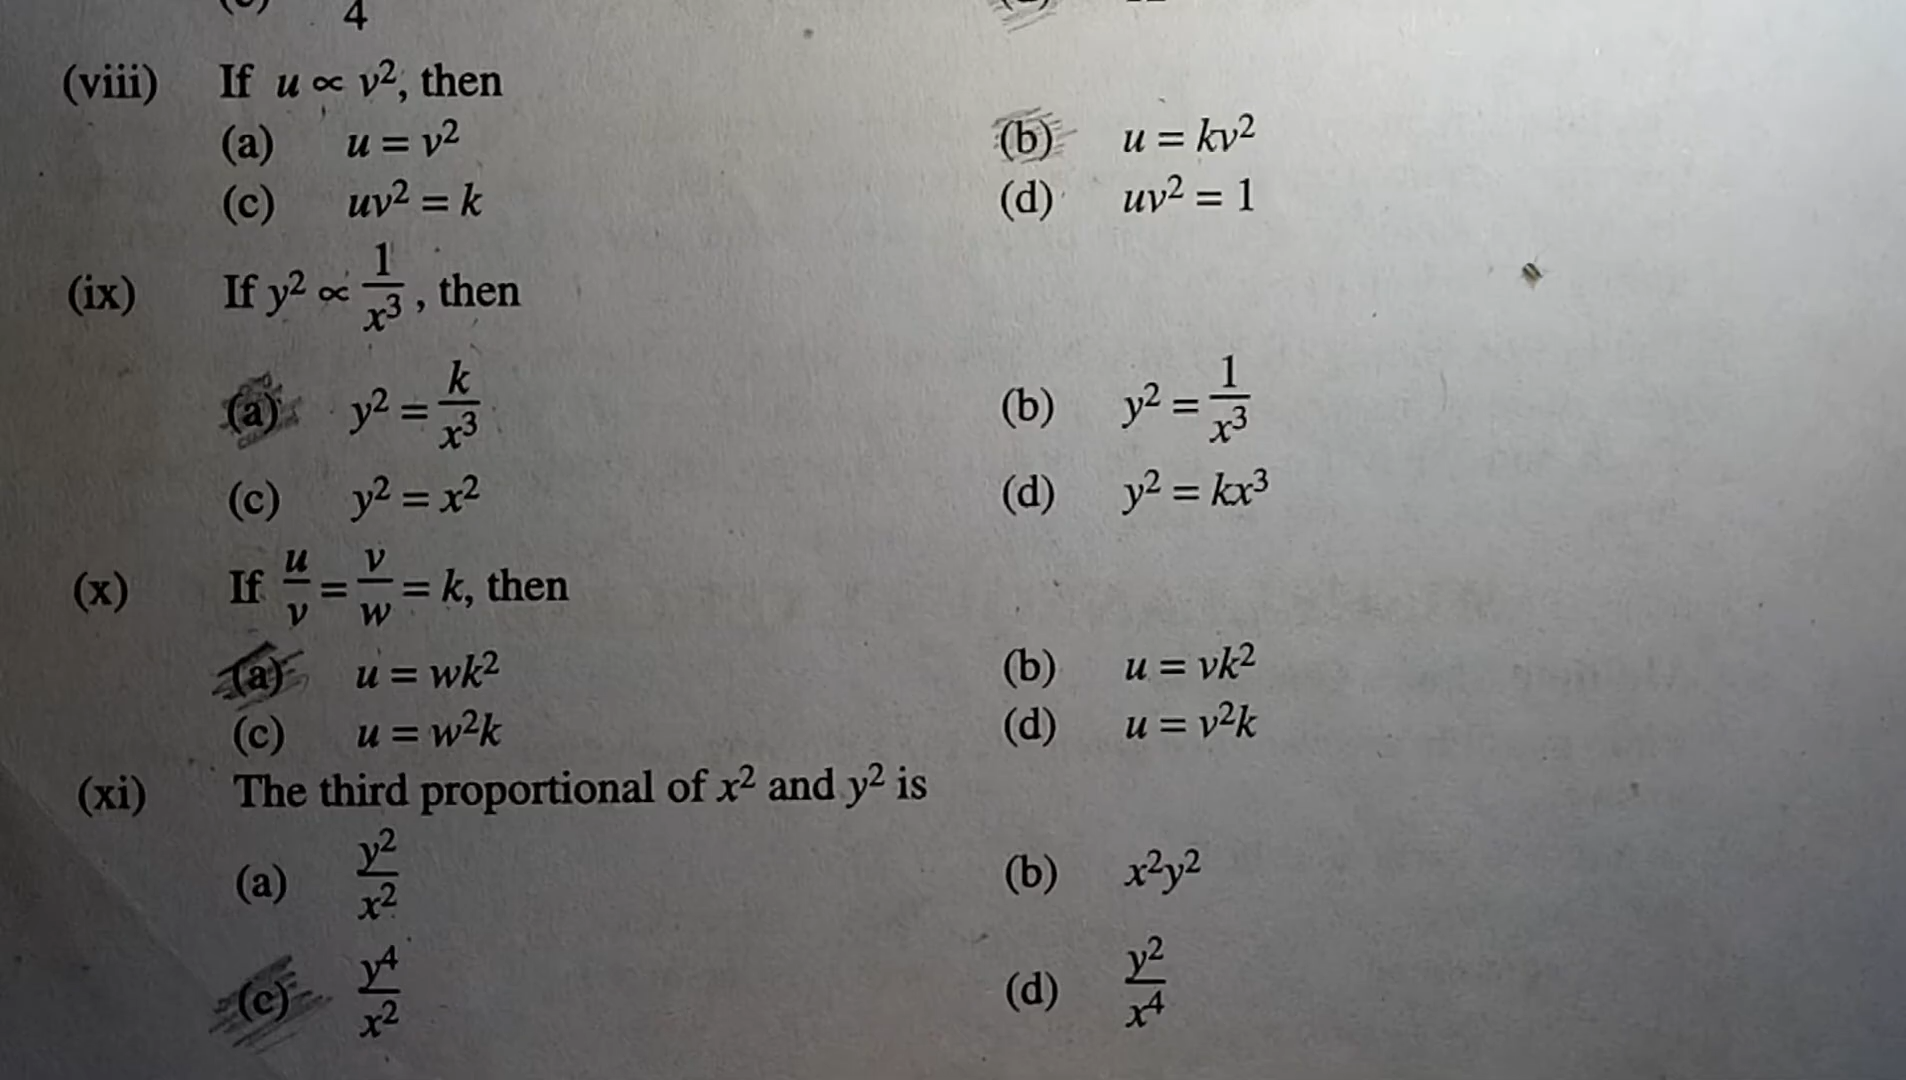 4
(viii) If u ∝ v², then
(a) u = v² (b) u = kv²
(c) uv² = k (d) uv² = 1
(ix) If y² ∝ 1/x³, then
(a) y² = k/x³ (b) y² = 1/x³
(c) y² = x² (d) y² = kx³
(x) If u/v = v/w = k, then
(a) u = wk² (b) u = vk²
(c) u = w²k (d) u = v²k
(xi) The third proportional of x² and y² is
(a) y²/x² (b) x²y²
(c) y⁴/x² (d) y²/x⁴